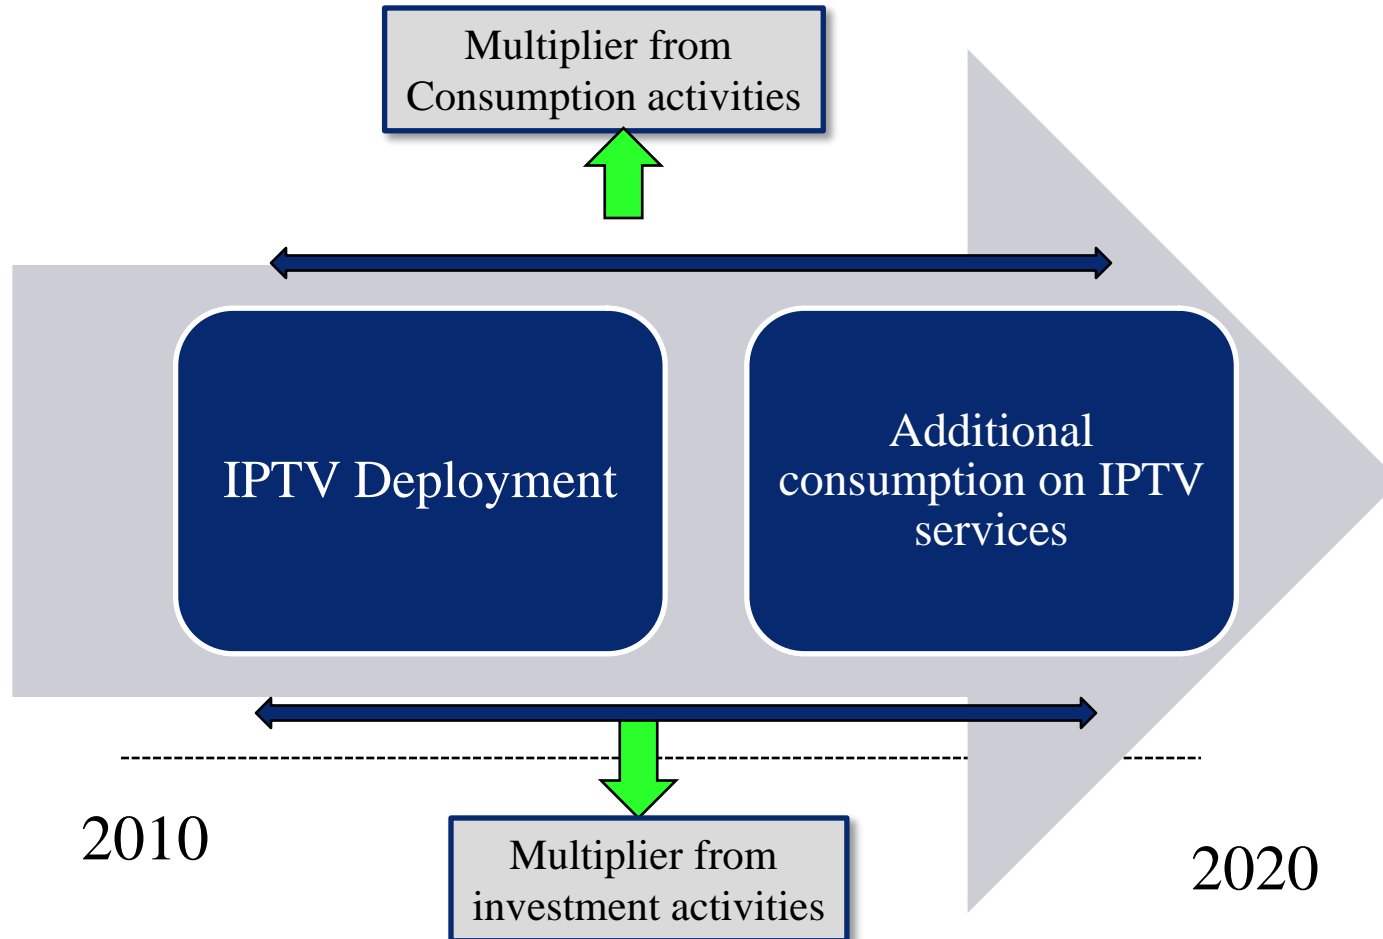 Multiplier from
Consumption activities
IPTV Deployment
Additional
consumption on IPTV
services
2010
Multiplier from
investment activities
2020